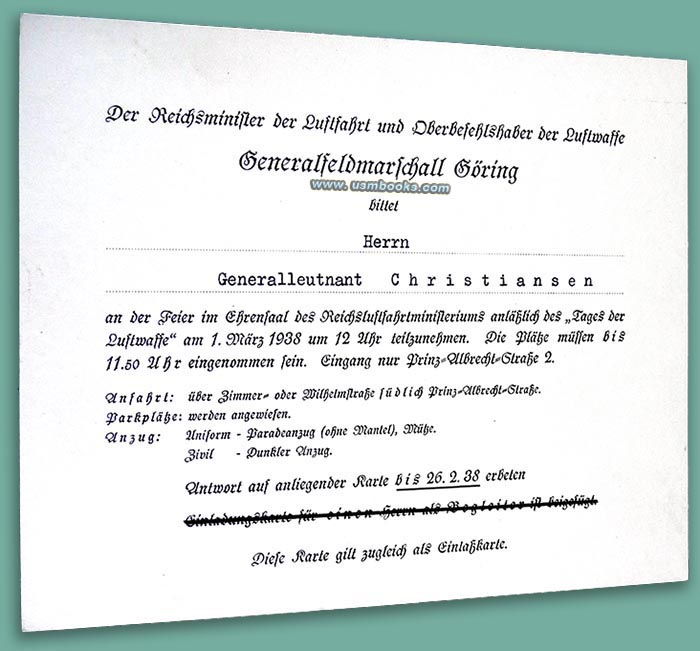 Der Reichsminister der Luftfahrt und Oberbefehlshaber der Luftwaffe
Generalfeldmarschall Göring
www.usmbooks.com
bittet
Herrn
Generalleutnant Christiansen
an der Feier im Ehrensaal des Reichsluftfahrtministeriums anläßlich des „Tages der
Luftwaffe“ am 1. März 1938 um 12 Uhr teilzunehmen. Die Plätze müssen bis
11.50 Uhr eingenommen sein. Eingang nur Prinz-Albrecht-Straße 2.
Anfahrt: über Zimmer- oder Wilhelmstraße südlich Prinz-Albrecht-Straße.
Parkplätze: werden angewiesen.
Anzug: Uniform - Paradeanzug (ohne Mantel), Mütze.
Zivil - Dunkler Anzug.
Antwort auf anliegender Karte bis 26.2.38 erbeten
Einladungskarte für einen Herrn als Begleiter ist beigefügt.
Diese Karte gilt zugleich als Einlaßkarte.